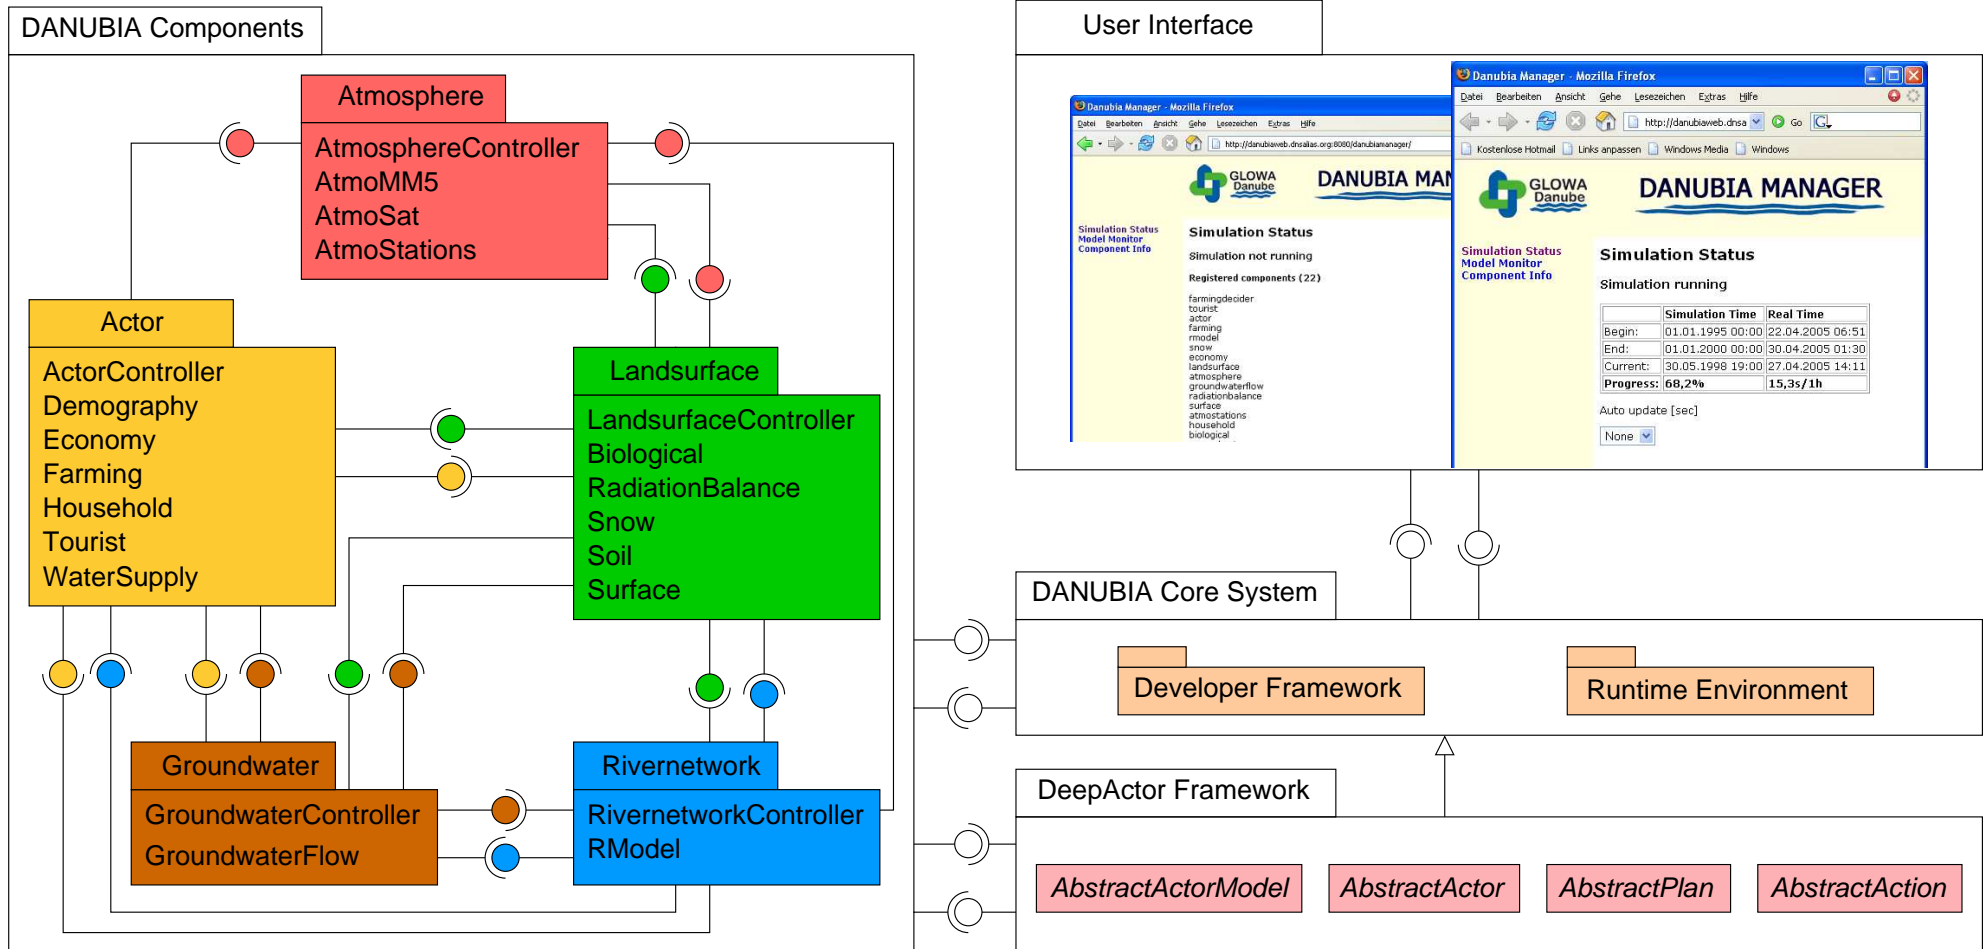 DANUBIA Components
Atmosphere
AtmosphereController
AtmoMM5
AtmoSat
AtmoStations
Actor
ActorController
Demography
Economy
Farming
Household
Tourist
WaterSupply
Landsurface
LandsurfaceController
Biological
RadiationBalance
Snow
Soil
Surface
Groundwater
GroundwaterController
GroundwaterFlow
Rivernetwork
RivernetworkController
RModel
User Interface
Danubia Manager - Mozilla Firefox
Datei Bearbeiten Ansicht Gehe Lesezeichen Extras Hilfe
http://danubiaweb.dnsalias.org:8080/danubiamanager/
GLOWA
Danube
DANUBIA MAN
Simulation Status
Model Monitor
Component Info
Simulation Status
Simulation not running
Registered components (22)
farmingdecider
tourist
actor
farming
rmodel
snow
economy
landsurface
atmosphere
groundwaterflow
radiationbalance
surface
atmostations
household
biological
Danubia Manager - Mozilla Firefox
Datei Bearbeiten Ansicht Gehe Lesezeichen Extras Hilfe
http://danubiaweb.dnsa Go G
Kostenlose Hotmail Links anpassen Windows Media Windows
GLOWA
Danube
DANUBIA MANAGER
Simulation Status
Model Monitor
Component Info
Simulation Status
Simulation running
Simulation Time Real Time
Begin: 01.01.1995 00:00 22.04.2005 06:51
End: 01.01.2000 00:00 30.04.2005 01:30
Current: 30.05.1998 19:00 27.04.2005 14:11
Progress: 68,2% 15,3s/1h
Auto update [sec]
None
DANUBIA Core System
Developer Framework
Runtime Environment
DeepActor Framework
AbstractActorModel
AbstractActor
AbstractPlan
AbstractAction